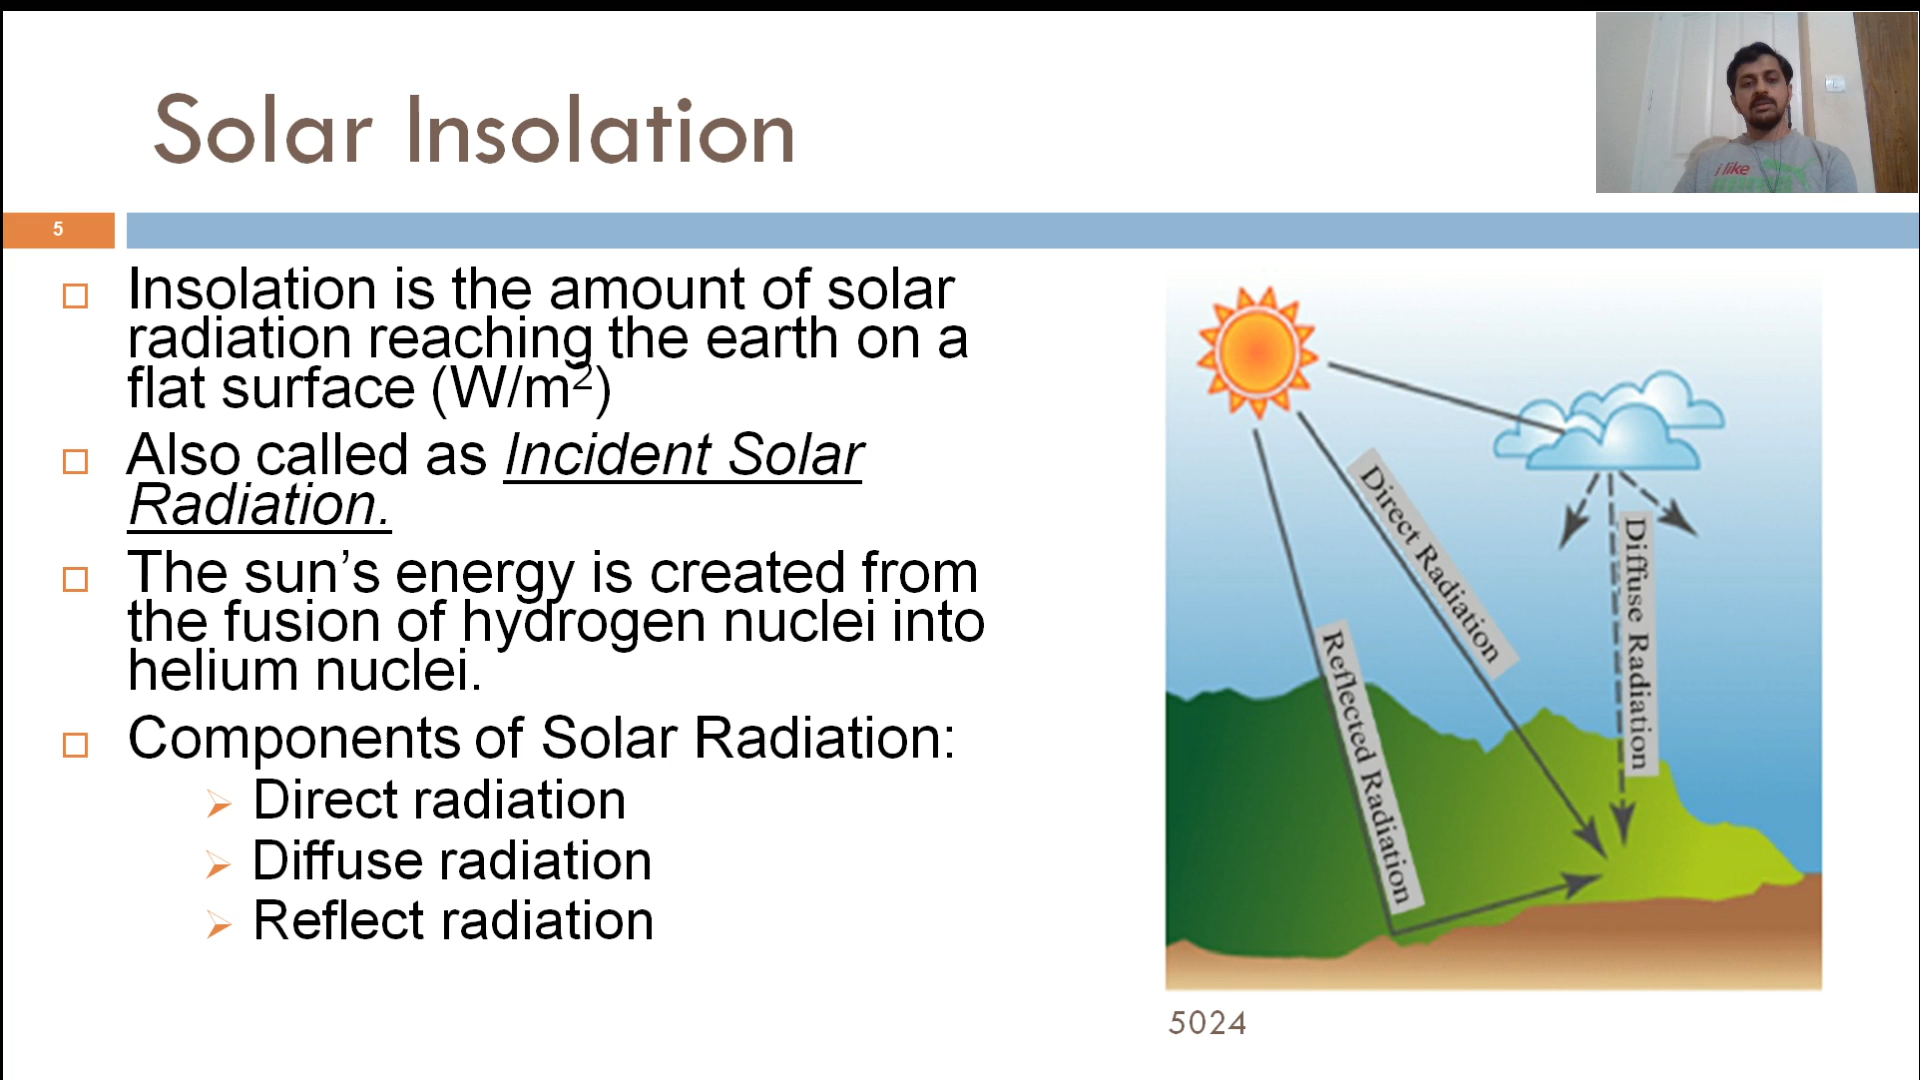 Solar Insolation
i like
5
Insolation is the amount of solar
radiation reaching the earth on a
flat surface (W/m²)
Also called as Incident Solar
Radiation.
The sun’s energy is created from
the fusion of hydrogen nuclei into
helium nuclei.
Components of Solar Radiation:
Direct radiation
Diffuse radiation
Reflect radiation
Direct Radiation
Diffuse Radiation
Reflected Radiation
5024